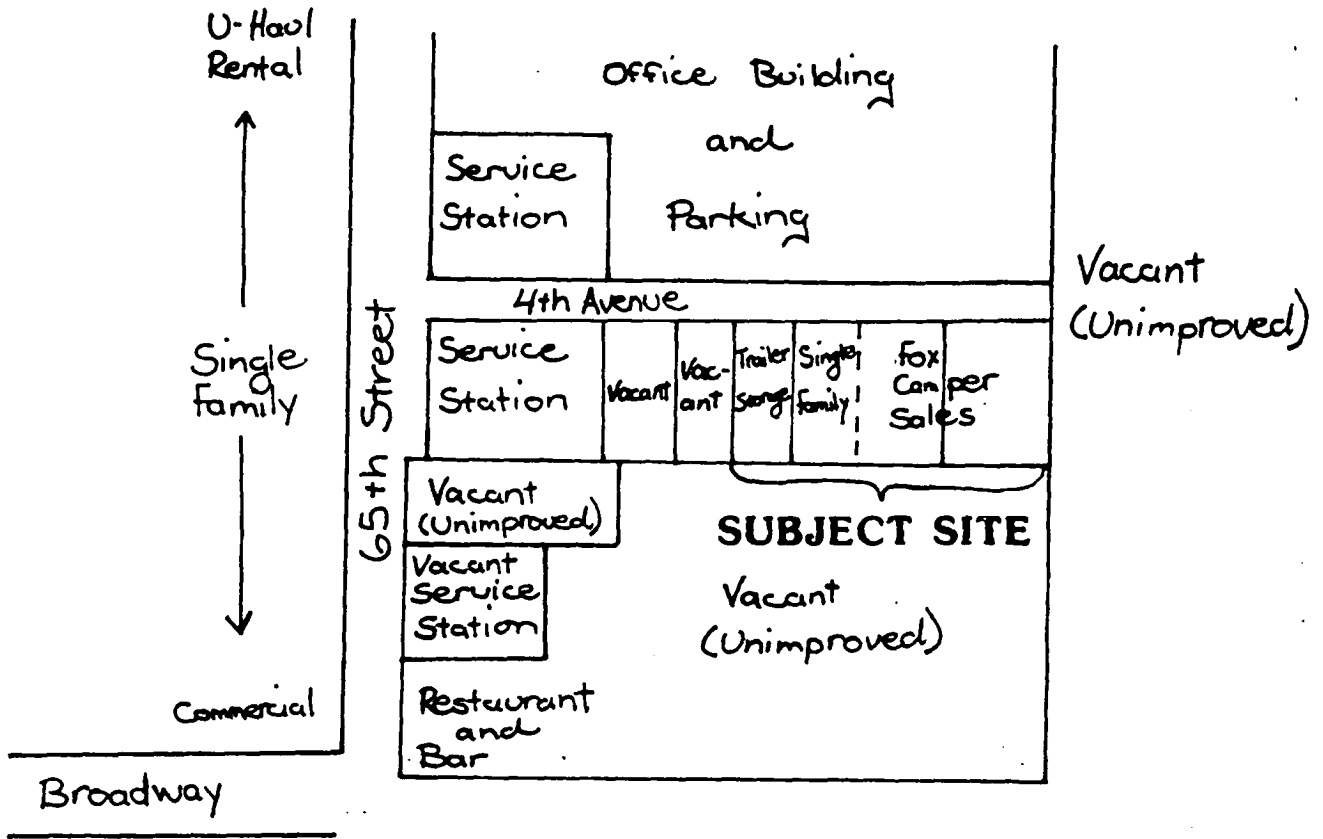 U-Haul
Rental
Office Building
and
Parking
Service
Station
Vacant
(Unimproved)
4th Avenue
65th Street
Single
Family
Service
Station
Vacant
Vac-
ant
Trailer
Storage
Single
Family
Fox
Camper
Sales
Vacant
(Unimproved)
SUBJECT SITE
Vacant
Service
Station
Vacant
(Unimproved)
Commercial
Restaurant
and
Bar
Broadway